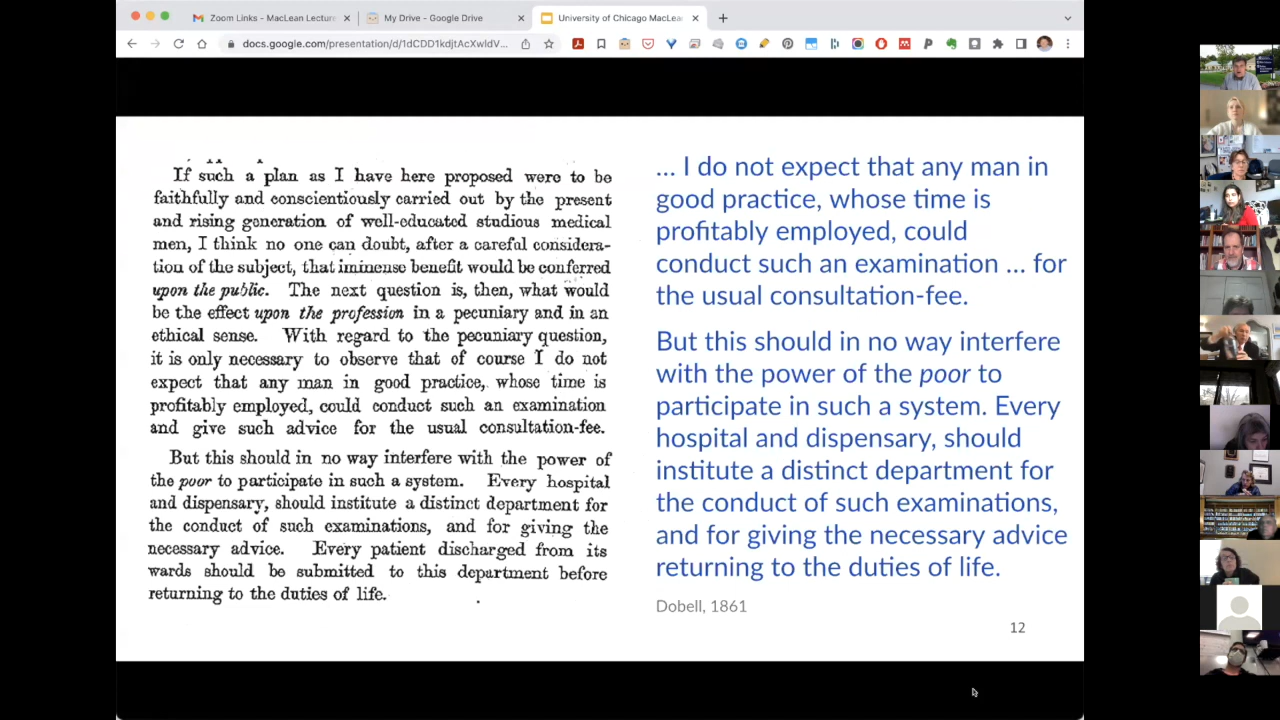 Zoom Links - MacLean Lectur
My Drive - Google Drive
University of Chicago MacLea
docs.google.com/presentation/d/1dCDD1kdjtAcXwldV...
If such a plan as I have here proposed were to be
faithfully and conscientiously carried out by the present
and rising generation of well-educated studious medical
men, I think no one can doubt, after a careful considera-
tion of the subject, that immense benefit would be conferred
upon the public. The next question is, then, what would
be the effect upon the profession in a pecuniary and in an
ethical sense. With regard to the pecuniary question,
it is only necessary to observe that of course I do not
expect that any man in good practice, whose time is
profitably employed, could conduct such an examination
and give such advice for the usual consultation-fee.
But this should in no way interfere with the power of
the poor to participate in such a system. Every hospital
and dispensary, should institute a distinct department for
the conduct of such examinations, and for giving the
necessary advice. Every patient discharged from its
wards should be submitted to this department before
returning to the duties of life.
... I do not expect that any man in
good practice, whose time is
profitably employed, could
conduct such an examination ... for
the usual consultation-fee.
But this should in no way interfere
with the power of the poor to
participate in such a system. Every
hospital and dispensary, should
institute a distinct department for
the conduct of such examinations,
and for giving the necessary advice
returning to the duties of life.
Dobell, 1861
12